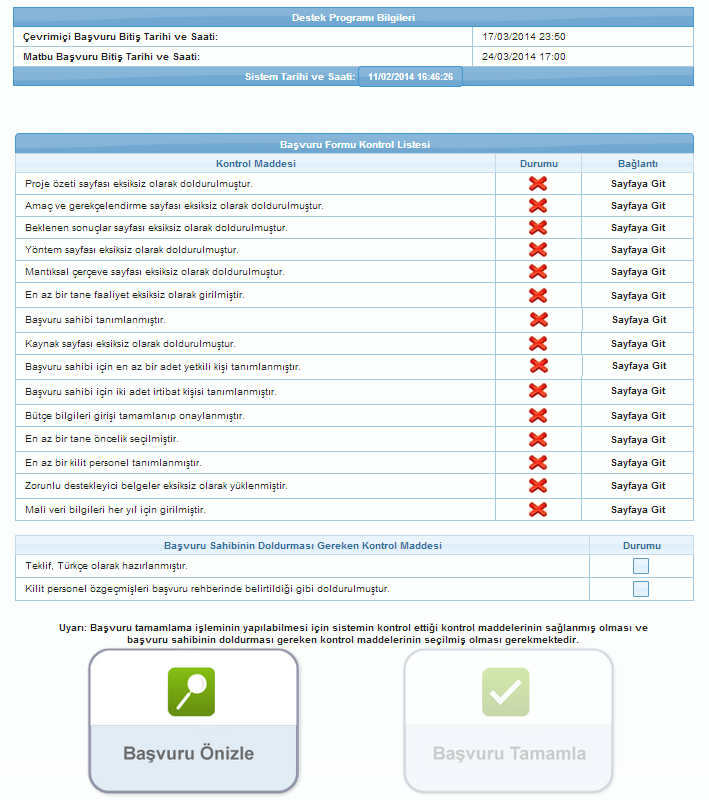 Destek Programı Bilgileri
Çevrimiçi Başvuru Bitiş Tarihi ve Saati: 17/03/2014 23:50
Matbu Başvuru Bitiş Tarihi ve Saati: 24/03/2014 17:00
Sistem Tarihi ve Saati: 11/02/2014 16:46:26
Başvuru Formu Kontrol Listesi
Kontrol Maddesi Durumu Bağlantı
Proje özeti sayfası eksiksiz olarak doldurulmuştur. Sayfaya Git
Amaç ve gerekçelendirme sayfası eksiksiz olarak doldurulmuştur. Sayfaya Git
Beklenen sonuçlar sayfası eksiksiz olarak doldurulmuştur. Sayfaya Git
Yöntem sayfası eksiksiz olarak doldurulmuştur. Sayfaya Git
Mantıksal çerçeve sayfası eksiksiz olarak doldurulmuştur. Sayfaya Git
En az bir tane faaliyet eksiksiz olarak girilmiştir. Sayfaya Git
Başvuru sahibi tanımlanmıştır. Sayfaya Git
Kaynak sayfası eksiksiz olarak doldurulmuştur. Sayfaya Git
Başvuru sahibi için en az bir adet yetkili kişi tanımlanmıştır. Sayfaya Git
Başvuru sahibi için iki adet irtibat kişisi tanımlanmıştır. Sayfaya Git
Bütçe bilgileri girişi tamamlanıp onaylanmıştır. Sayfaya Git
En az bir tane öncelik seçilmiştir. Sayfaya Git
En az bir kilit personel tanımlanmıştır. Sayfaya Git
Zorunlu destekleyici belgeler eksiksiz olarak yüklenmiştir. Sayfaya Git
Mali veri bilgileri her yıl için girilmiştir. Sayfaya Git
Başvuru Sahibinin Doldurması Gereken Kontrol Maddesi Durumu
Teklif, Türkçe olarak hazırlanmıştır.
Kilit personel özgeçmişleri başvuru rehberinde belirtildiği gibi doldurulmuştur.
Uyarı: Başvuru tamamlama işleminin yapılabilmesi için sistemin kontrol ettiği kontrol maddelerinin sağlanmış olması ve
başvuru sahibinin doldurması gereken kontrol maddelerinin seçilmiş olması gerekmektedir.
Başvuru Önizle Başvuru Tamamla